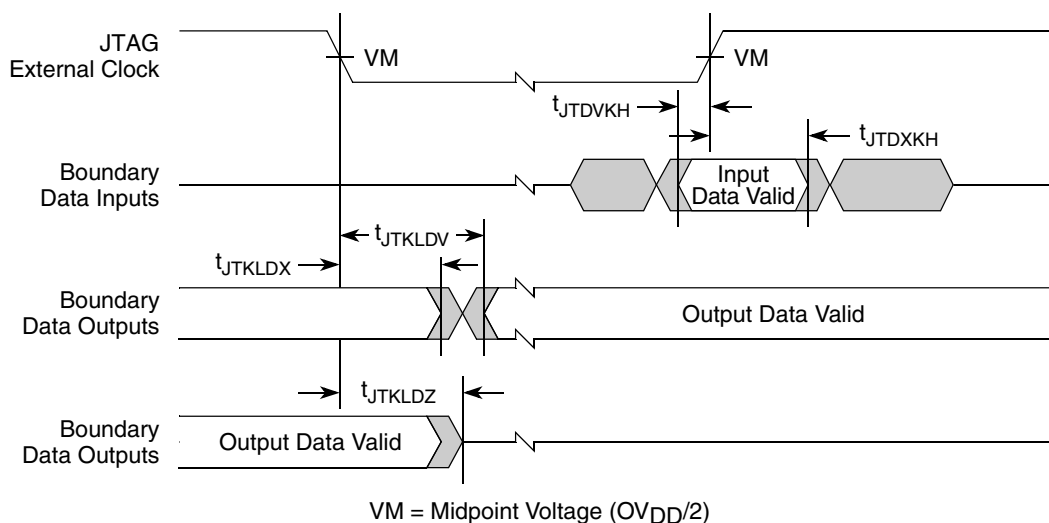 JTAG
External Clock
VM
VM
tJTDVKH
tJTDXKH
Boundary
Data Inputs
Input
Data Valid
tJTKLDV
tJTKLDX
Boundary
Data Outputs
Output Data Valid
tJTKLDZ
Boundary
Data Outputs
Output Data Valid
VM = Midpoint Voltage (OVDD/2)